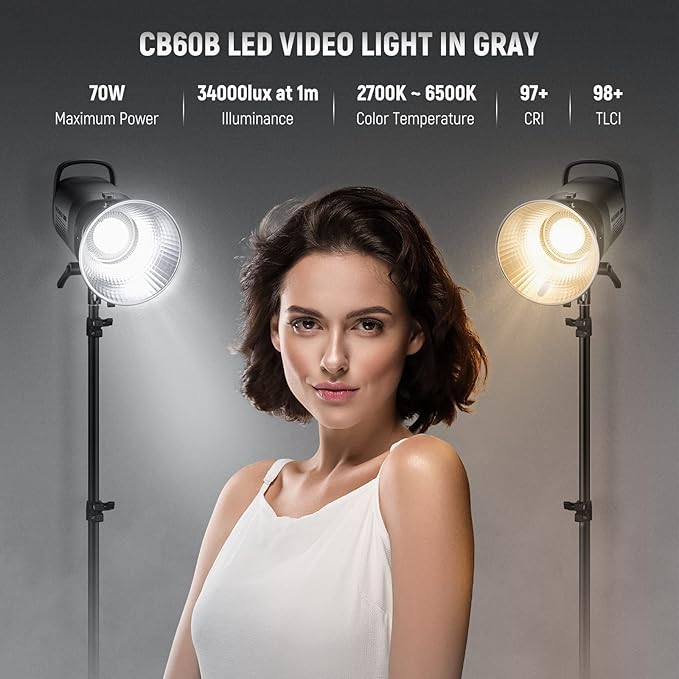 CB60B LED VIDEO LIGHT IN GRAY
70W
Maximum Power
34000lux at 1m
Illuminance
2700K ~ 6500K
Color Temperature
97+
CRI
98+
TLCI